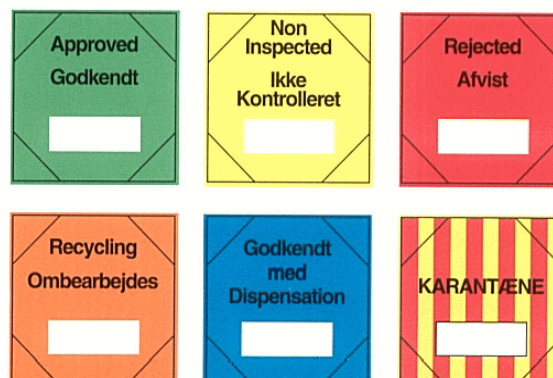 Approved
Godkendt
Non
Inspected
Ikke
Kontrolleret
Rejected
Afvist
Recycling
Ombearbejdes
Godkendt
med
Dispensation
KARANTÆNE